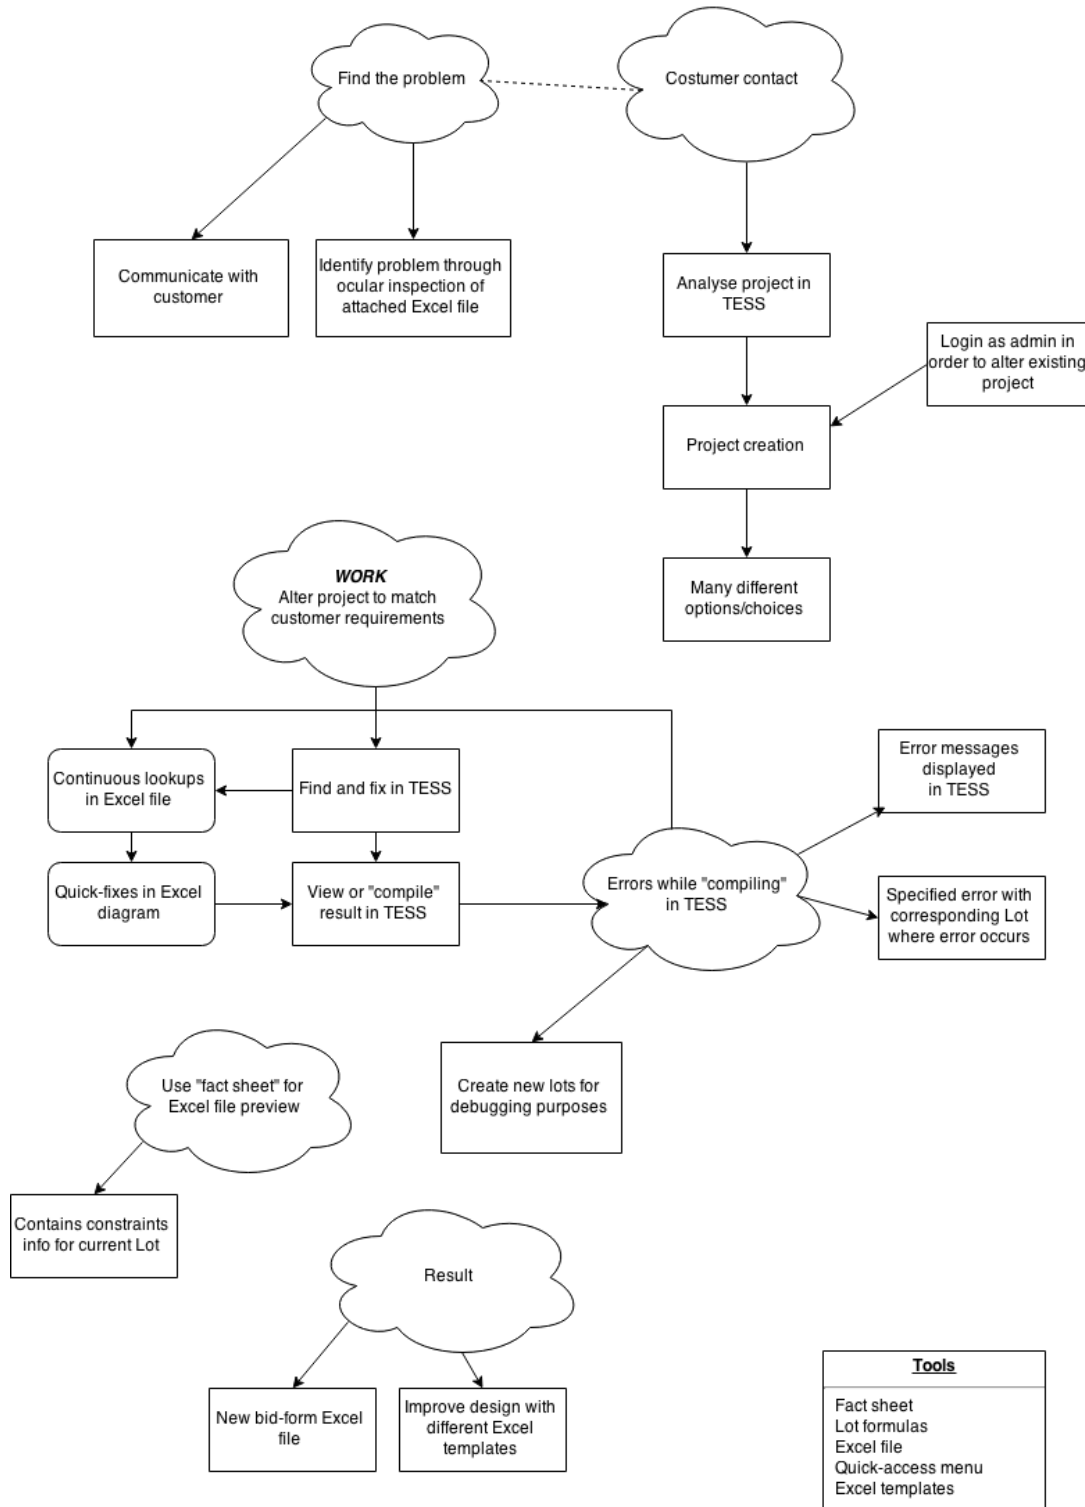 Find the problem
Costumer contact
Communicate with
customer
Identify problem through
ocular inspection of
attached Excel file
Analyse project in
TESS
Login as admin in
order to alter existing
project
Project creation
Many different
options/choices
WORK
Alter project to match
customer requirements
Continuous lookups
in Excel file
Find and fix in TESS
Error messages
displayed
in TESS
Quick-fixes in Excel
diagram
View or "compile"
result in TESS
Errors while "compiling"
in TESS
Specified error with
corresponding Lot
where error occurs
Use "fact sheet" for
Excel file preview
Create new lots for
debugging purposes
Contains constraints
info for current Lot
Result
New bid-form Excel
file
Improve design with
different Excel
templates
Tools
Fact sheet
Lot formulas
Excel file
Quick-access menu
Excel templates